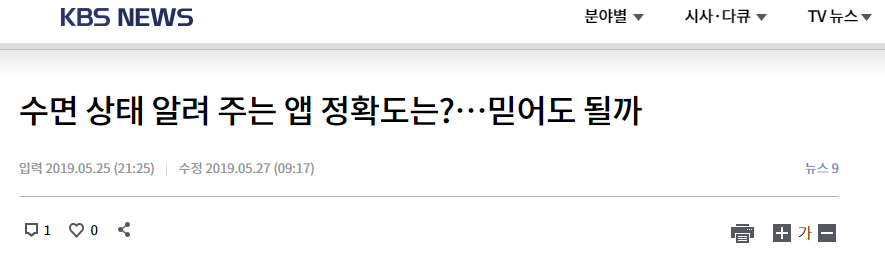 KBS NEWS
분야별 시사·다큐 TV 뉴스
수면 상태 알려 주는 앱 정확도는?…믿어도 될까
입력 2019.05.25 (21:25) 수정 2019.05.27 (09:17) 뉴스 9
1 0 가